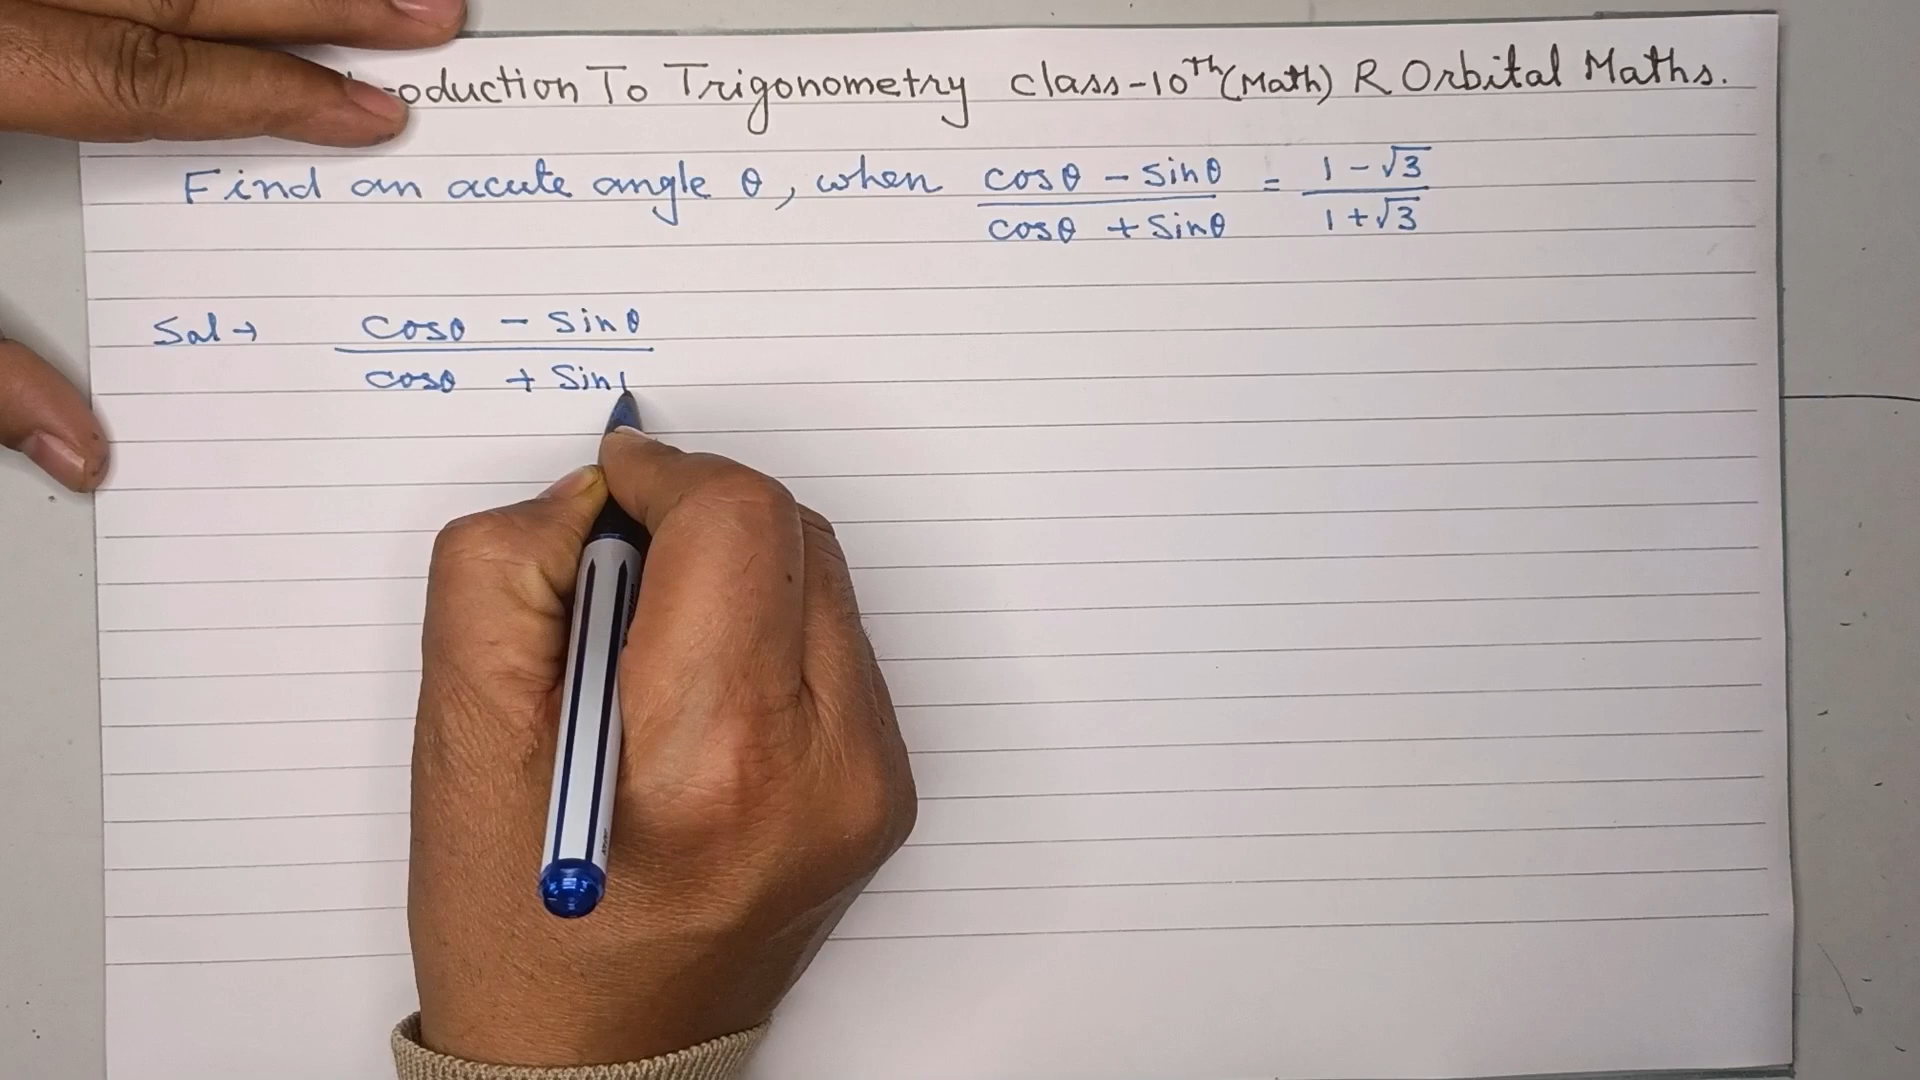 oduction To Trigonometry class-10th (Math) R Orbital Maths.
Find an acute angle θ, when (cosθ - sinθ)/(cosθ + sinθ) = (1 - √3)/(1 + √3)
Sol → cosθ - sinθ
cosθ + sin